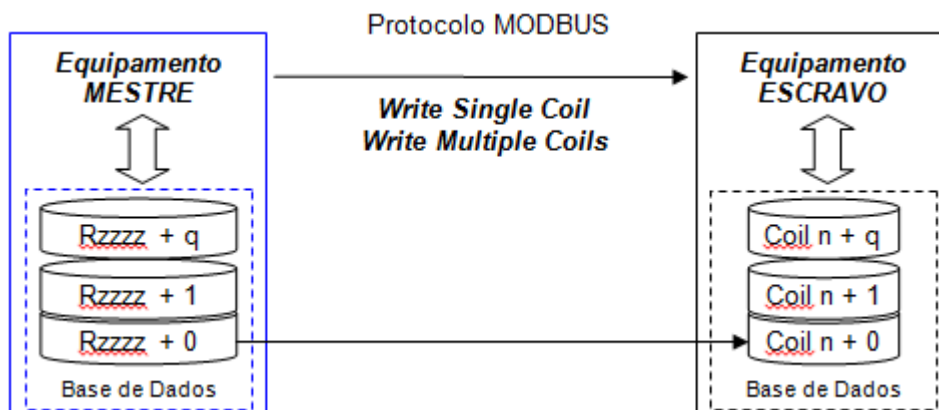 Protocolo MODBUS
Equipamento
MESTRE
Write Single Coil
Write Multiple Coils
Equipamento
ESCRAVO
Rzzzz + q
Rzzzz + 1
Rzzzz + 0
Base de Dados
Coil n + q
Coil n + 1
Coil n + 0
Base de Dados